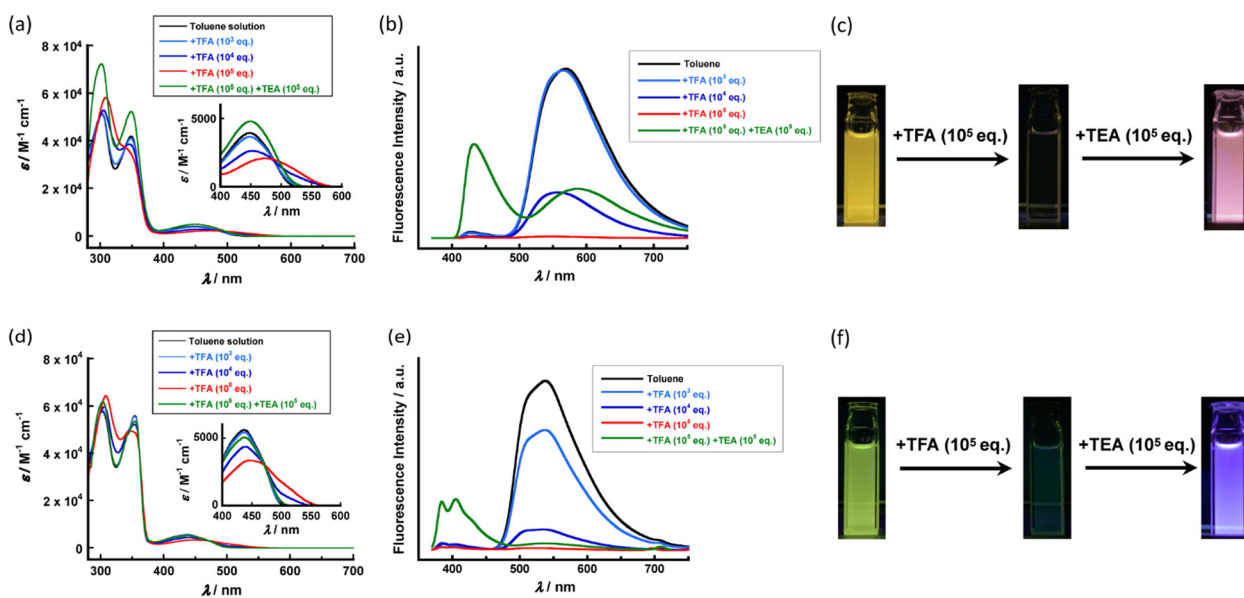 (a)
Toluene solution
+TFA (10³ eq.)
+TFA (10⁴ eq.)
+TFA (10⁵ eq.)
+TFA (10⁵ eq.) +TEA (10⁵ eq.)
8 x 10⁴
6 x 10⁴
4 x 10⁴
2 x 10⁴
0
ε / M⁻¹ cm⁻¹
300 400 500 600 700
λ / nm
5000
0
ε / M⁻¹ cm⁻¹
400 450 500 550 600
λ / nm
(b)
Toluene
+TFA (10³ eq.)
+TFA (10⁴ eq.)
+TFA (10⁵ eq.)
+TFA (10⁵ eq.) +TEA (10⁵ eq.)
Fluorescence Intensity / a.u.
400 500 600 700
λ / nm
(c)
+TFA (10⁵ eq.)
+TEA (10⁵ eq.)
(d)
Toluene solution
+TFA (10³ eq.)
+TFA (10⁴ eq.)
+TFA (10⁵ eq.)
+TFA (10⁵ eq.) +TEA (10⁵ eq.)
8 x 10⁴
6 x 10⁴
4 x 10⁴
2 x 10⁴
0
ε / M⁻¹ cm⁻¹
300 400 500 600 700
λ / nm
5000
0
ε / M⁻¹ cm⁻¹
400 450 500 550 600
λ / nm
(e)
Toluene
+TFA (10³ eq.)
+TFA (10⁴ eq.)
+TFA (10⁵ eq.)
+TFA (10⁵ eq.) +TEA (10⁵ eq.)
Fluorescence Intensity / a.u.
400 500 600 700
λ / nm
(f)
+TFA (10⁵ eq.)
+TEA (10⁵ eq.)